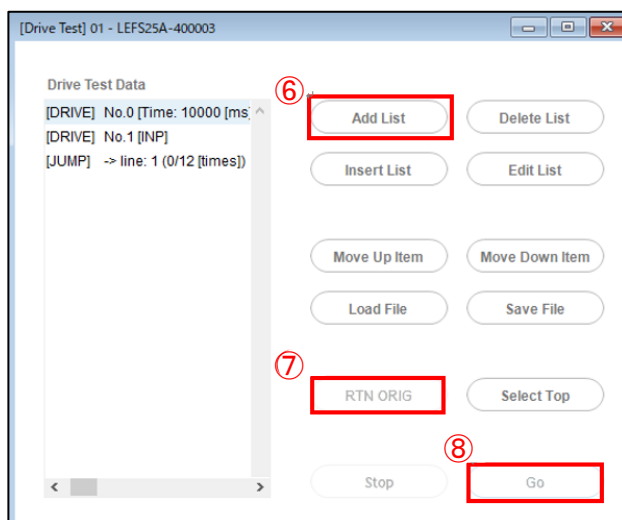 [Drive Test] 01 - LEFS25A-400003
Drive Test Data
[DRIVE] No.0 [Time: 10000 [ms]
[DRIVE] No.1 [INP]
[JUMP] -> line: 1 (0/12 [times])
⑥
Add List
Delete List
Insert List
Edit List
Move Up Item
Move Down Item
Load File
Save File
⑦
RTN ORIG
Select Top
⑧
Stop
Go